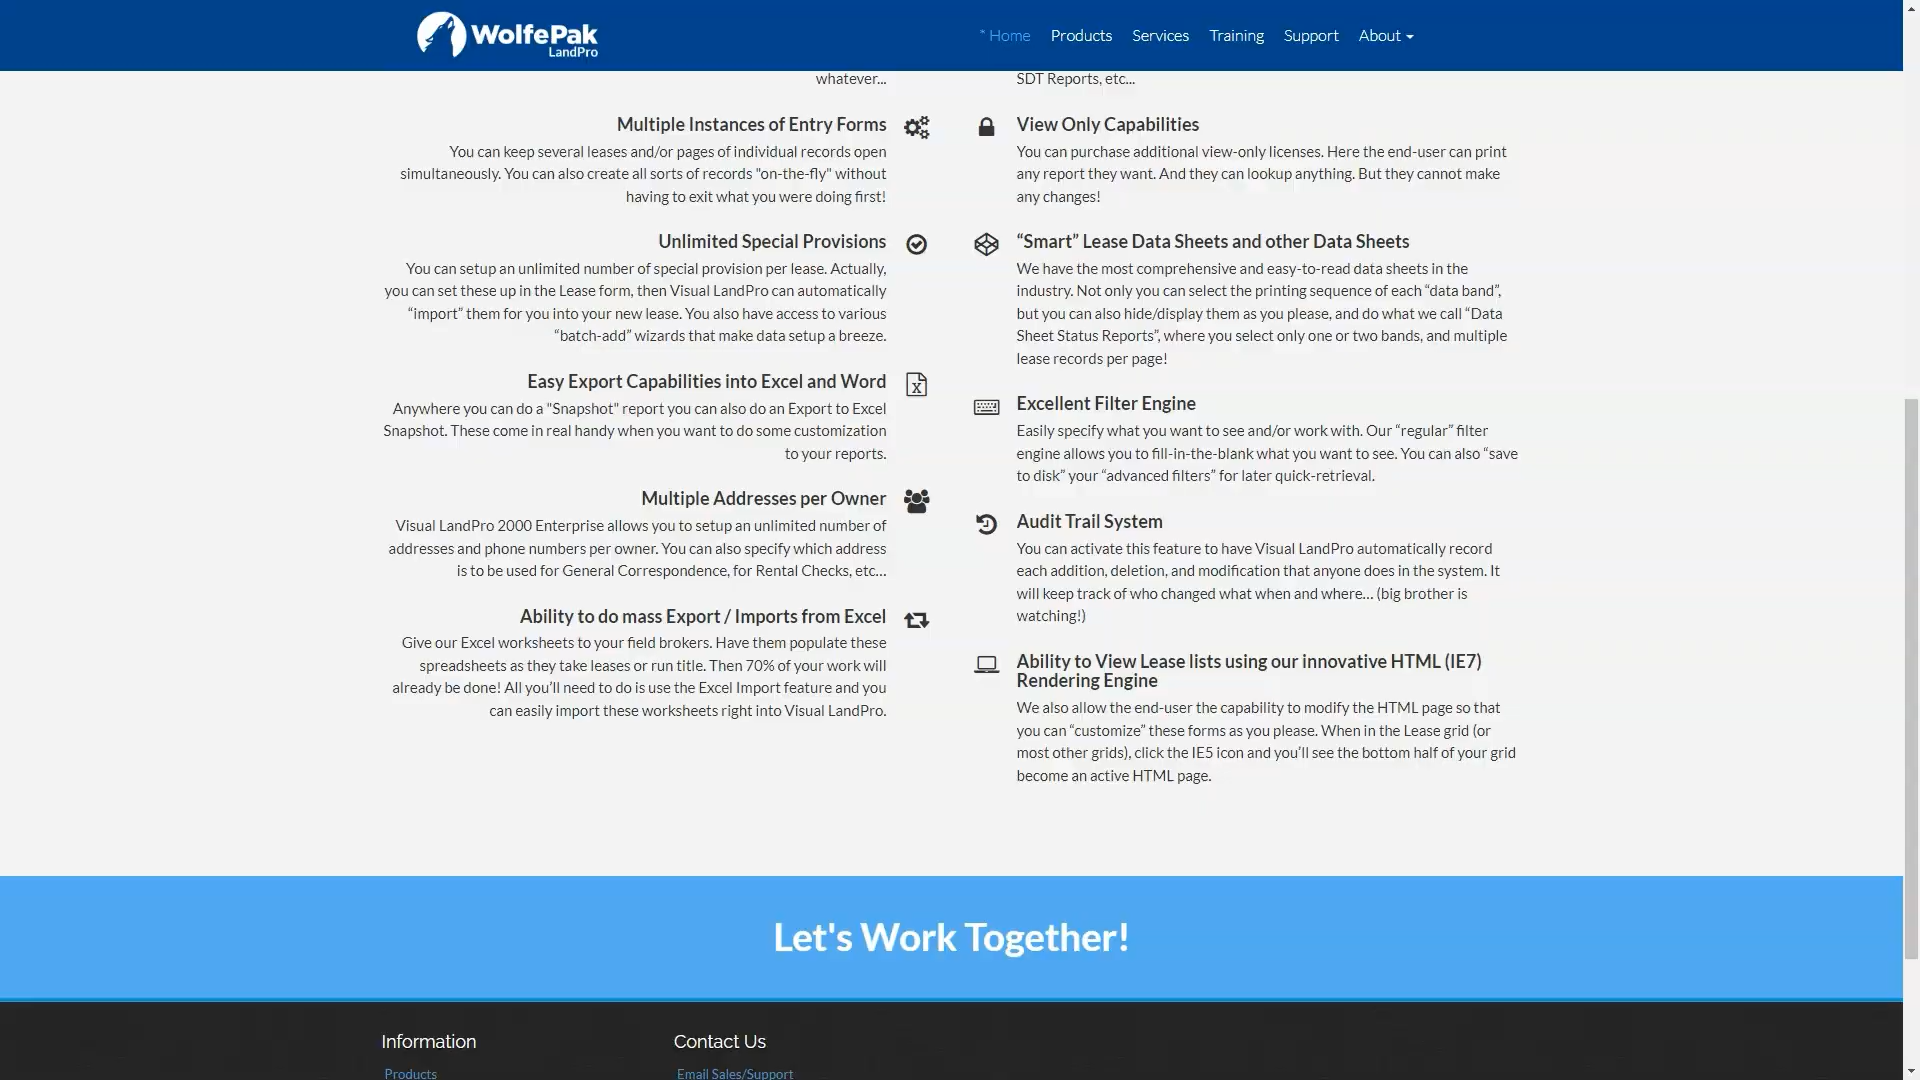 WolfePak
LandPro
* Home
Products
Services
Training
Support
About
whatever...
Multiple Instances of Entry Forms
You can keep several leases and/or pages of individual records open
simultaneously. You can also create all sorts of records "on-the-fly" without
having to exit what you were doing first!
Unlimited Special Provisions
You can setup an unlimited number of special provision per lease. Actually,
you can set these up in the Lease form, then Visual LandPro can automatically
“import” them for you into your new lease. You also have access to various
“batch-add” wizards that make data setup a breeze.
Easy Export Capabilities into Excel and Word
Anywhere you can do a "Snapshot" report you can also do an Export to Excel
Snapshot. These come in real handy when you want to do some customization
to your reports.
Multiple Addresses per Owner
Visual LandPro 2000 Enterprise allows you to setup an unlimited number of
addresses and phone numbers per owner. You can also specify which address
is to be used for General Correspondence, for Rental Checks, etc...
Ability to do mass Export / Imports from Excel
Give our Excel worksheets to your field brokers. Have them populate these
spreadsheets as they take leases or run title. Then 70% of your work will
already be done! All you’ll need to do is use the Excel Import feature and you
can easily import these worksheets right into Visual LandPro.
SDT Reports, etc...
View Only Capabilities
You can purchase additional view-only licenses. Here the end-user can print
any report they want. And they can lookup anything. But they cannot make
any changes!
“Smart” Lease Data Sheets and other Data Sheets
We have the most comprehensive and easy-to-read data sheets in the
industry. Not only you can select the printing sequence of each “data band”,
but you can also hide/display them as you please, and do what we call “Data
Sheet Status Reports”, where you select only one or two bands, and multiple
lease records per page!
Excellent Filter Engine
Easily specify what you want to see and/or work with. Our “regular” filter
engine allows you to fill-in-the-blank what you want to see. You can also “save
to disk” your “advanced filters” for later quick-retrieval.
Audit Trail System
You can activate this feature to have Visual LandPro automatically record
each addition, deletion, and modification that anyone does in the system. It
will keep track of who changed what when and where... (big brother is
watching!)
Ability to View Lease lists using our innovative HTML (IE7)
Rendering Engine
We also allow the end-user the capability to modify the HTML page so that
you can “customize” these forms as you please. When in the Lease grid (or
most other grids), click the IE5 icon and you’ll see the bottom half of your grid
become an active HTML page.
Let's Work Together!
Information
Products
Contact Us
Email Sales/Support